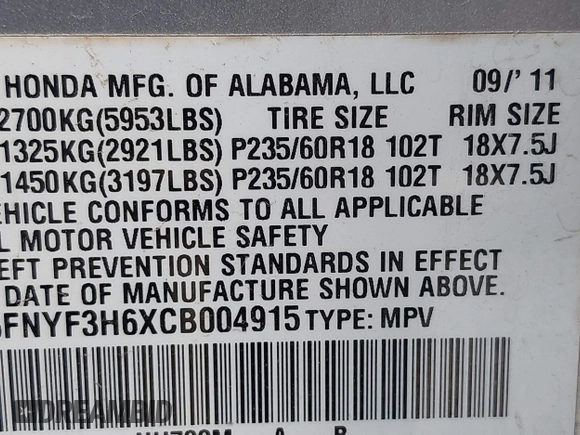 HONDA MFG. OF ALABAMA, LLC 09/'11
2700KG(5953LBS) TIRE SIZE RIM SIZE
1325KG(2921LBS) P235/60R18 102T 18X7.5J
1450KG(3197LBS) P235/60R18 102T 18X7.5J
VEHICLE CONFORMS TO ALL APPLICABLE
MOTOR VEHICLE SAFETY
PREVENTION STANDARDS IN EFFECT
DATE OF MANUFACTURE SHOWN ABOVE.
FNYF3H6XCB004915 TYPE: MPV
A B
DREAMBID